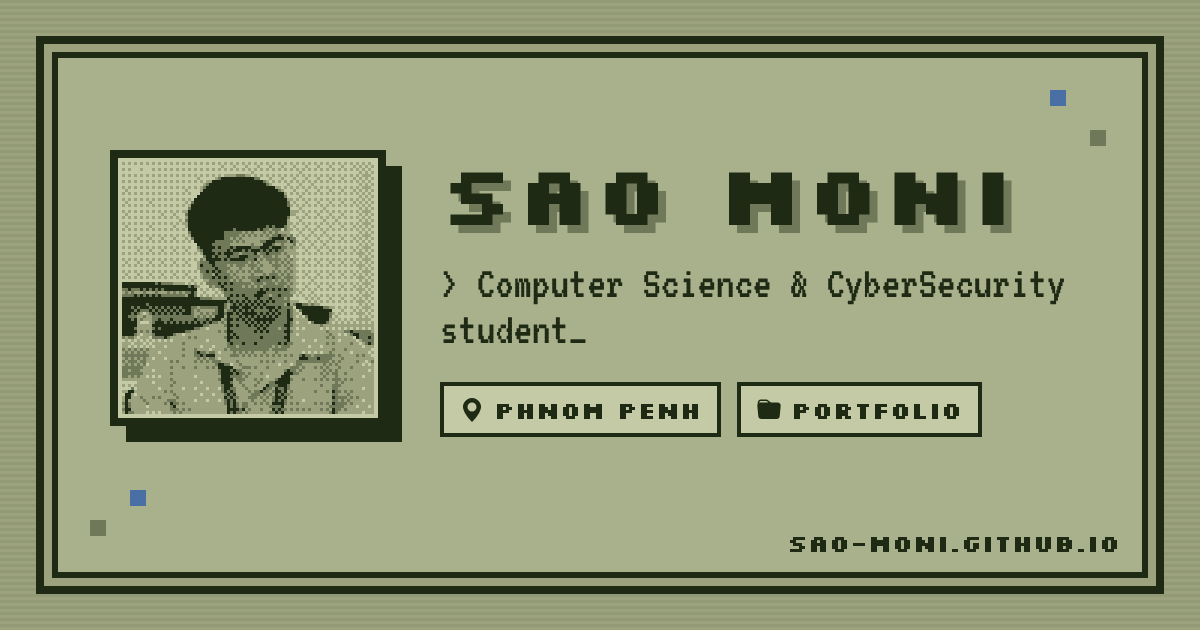 SAO MONI
> Computer Science & CyberSecurity
student_
PHNOM PENH
PORTFOLIO
SAO-MONI.GITHUB.IO